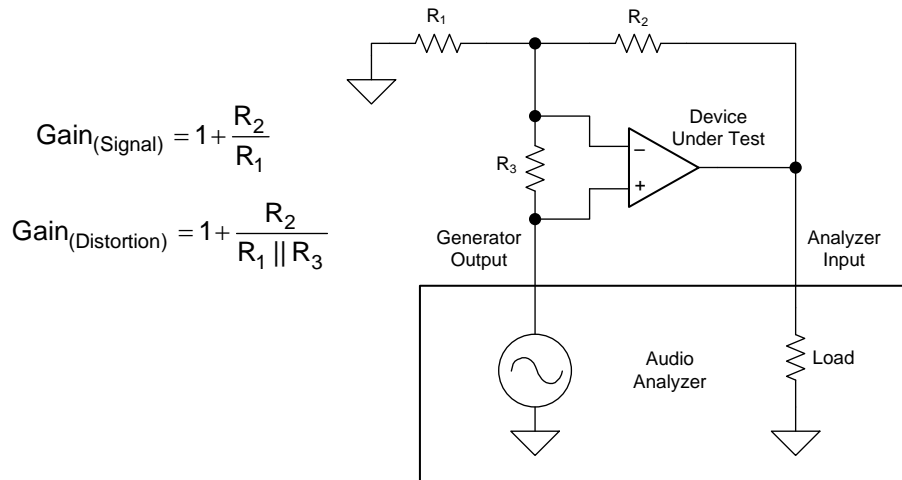 R1
R2
Gain(Signal) = 1 + R2 / R1
Device
Under Test
R3
−
+
Gain(Distortion) = 1 + R2 / R1 || R3
Generator
Output
Analyzer
Input
Audio
Analyzer
Load